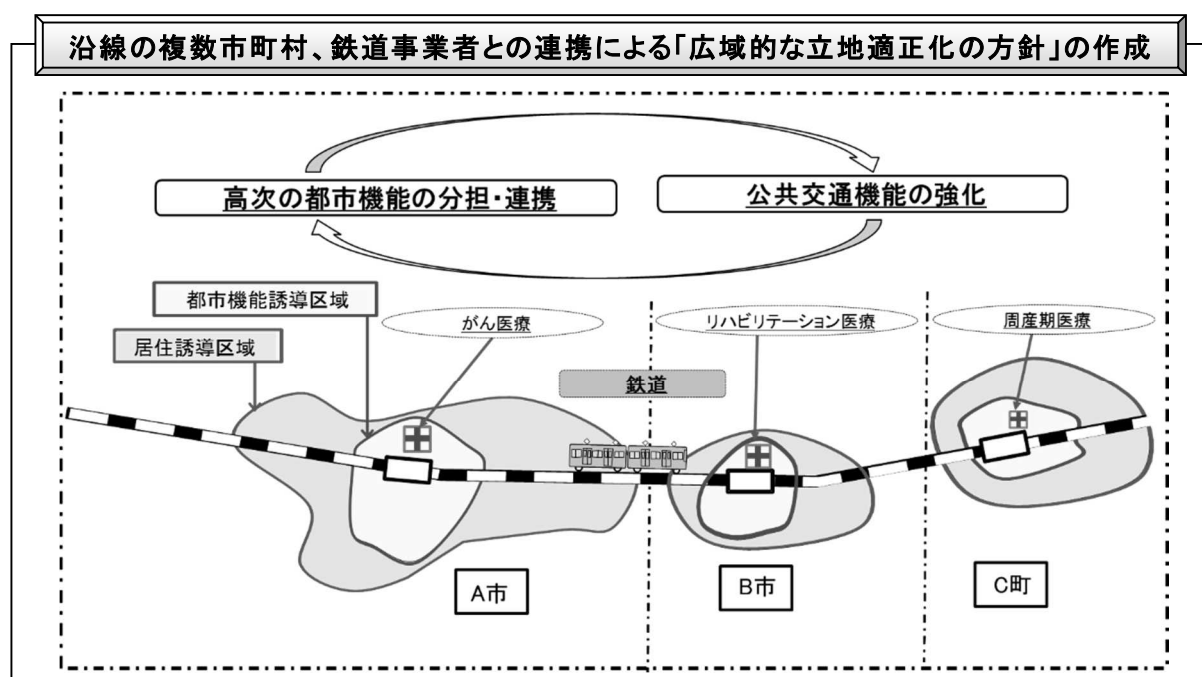 沿線の複数市町村、鉄道事業者との連携による「広域的な立地適正化の方針」の作成
高次の都市機能の分担・連携
公共交通機能の強化
都市機能誘導区域
居住誘導区域
がん医療
リハビリテーション医療
周産期医療
鉄道
A市
B市
C町